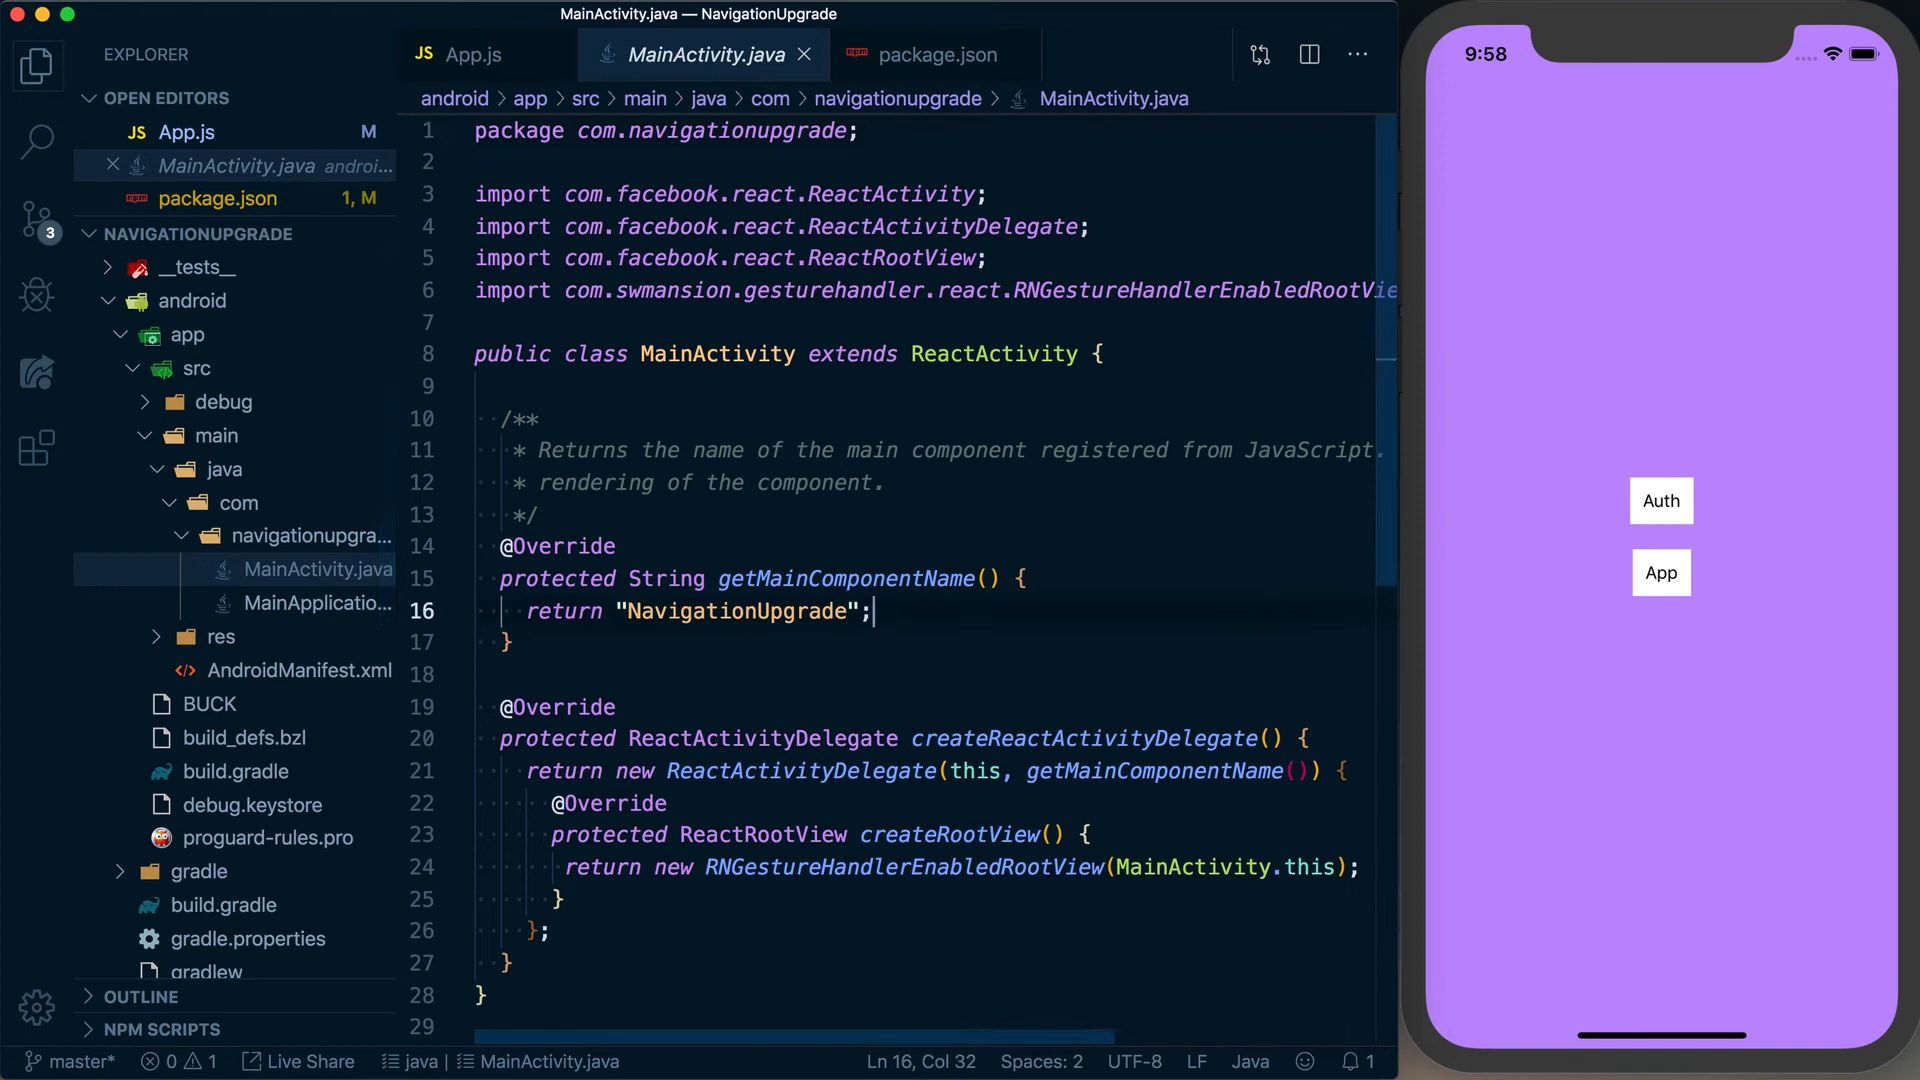 MainActivity.java — NavigationUpgrade
EXPLORER
OPEN EDITORS
JS App.js M
MainActivity.java androi...
package.json 1, M
3
NAVIGATIONUPGRADE
__tests__
android
app
src
debug
main
java
com
navigationupgra...
MainActivity.java
MainApplicatio...
res
AndroidManifest.xml
BUCK
build_defs.bzl
build.gradle
debug.keystore
proguard-rules.pro
gradle
build.gradle
gradle.properties
gradlew
OUTLINE
NPM SCRIPTS
JS App.js
MainActivity.java
package.json
android > app > src > main > java > com > navigationupgrade > MainActivity.java
1 package com.navigationupgrade;
2
3 import com.facebook.react.ReactActivity;
4 import com.facebook.react.ReactActivityDelegate;
5 import com.facebook.react.ReactRootView;
6 import com.swmansion.gesturehandler.react.RNGestureHandlerEnabledRootVie
7
8 public class MainActivity extends ReactActivity {
9
10 /**
11 * Returns the name of the main component registered from JavaScript.
12 * rendering of the component.
13 */
14 @Override
15 protected String getMainComponentName() {
16 return "NavigationUpgrade";
17 }
18
19 @Override
20 protected ReactActivityDelegate createReactActivityDelegate() {
21 return new ReactActivityDelegate(this, getMainComponentName()) {
22 @Override
23 protected ReactRootView createRootView() {
24 return new RNGestureHandlerEnabledRootView(MainActivity.this);
25 }
26 };
27 }
28 }
29
master* 0 1 Live Share java | MainActivity.java Ln 16, Col 32 Spaces: 2 UTF-8 LF Java 1
9:58
Auth
App